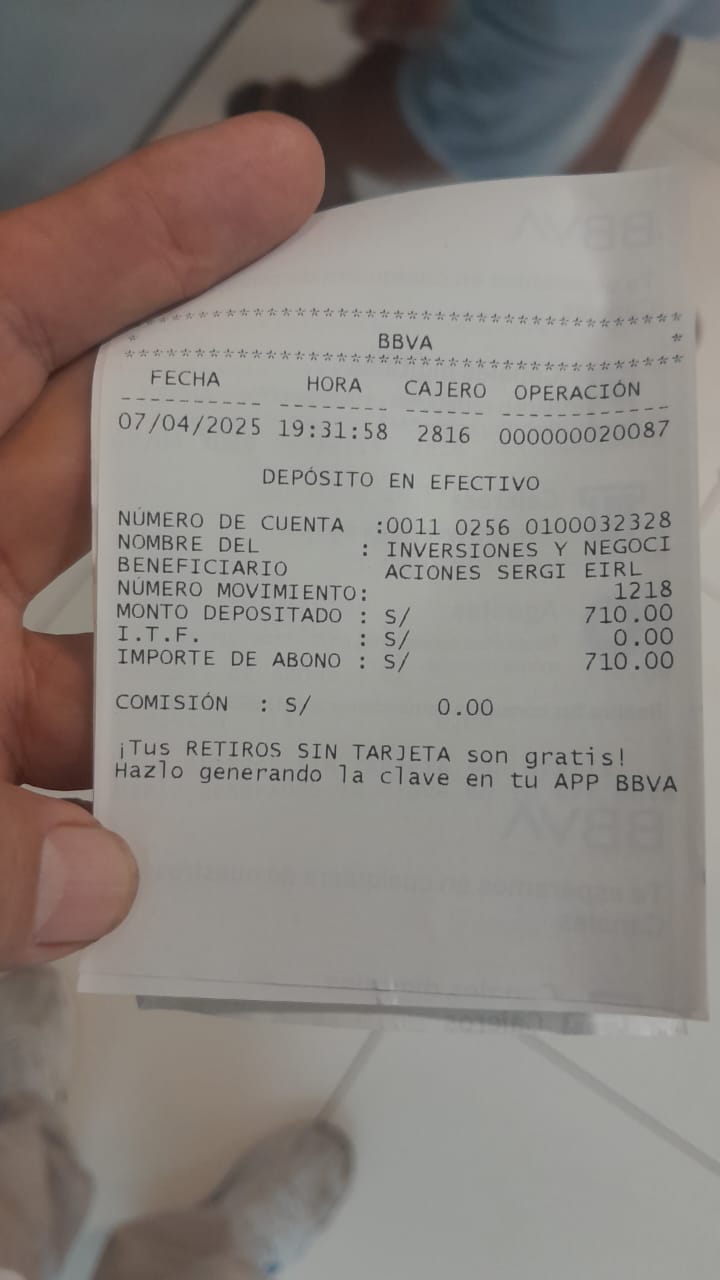 ***********************************************
* BBVA *
***********************************************
FECHA HORA CAJERO OPERACIÓN
---------- -------- ------ ------------
07/04/2025 19:31:58 2816 000000020087
DEPÓSITO EN EFECTIVO
NÚMERO DE CUENTA :0011 0256 0100032328
NOMBRE DEL : INVERSIONES Y NEGOCI
BENEFICIARIO ACIONES SERGI EIRL
NÚMERO MOVIMIENTO: 1218
MONTO DEPOSITADO : S/ 710.00
I.T.F. : S/ 0.00
IMPORTE DE ABONO : S/ 710.00
COMISIÓN : S/ 0.00
¡Tus RETIROS SIN TARJETA son gratis!
Hazlo generando la clave en tu APP BBVA